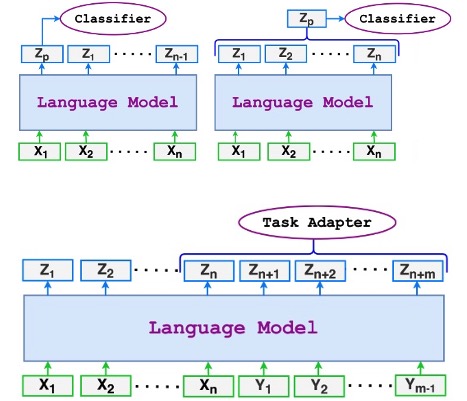 Classifier Z_p Classifier
Z_p Z_1 ····· Z_{n-1} Z_1 Z_2 ····· Z_n
Language Model Language Model
X_1 X_2 ····· X_n X_1 X_2 ····· X_n
Task Adapter
Z_1 Z_2 ····· Z_n Z_{n+1} Z_{n+2} ···· Z_{n+m}
Language Model
X_1 X_2 ····· X_n Y_1 Y_2 ····· Y_{m-1}